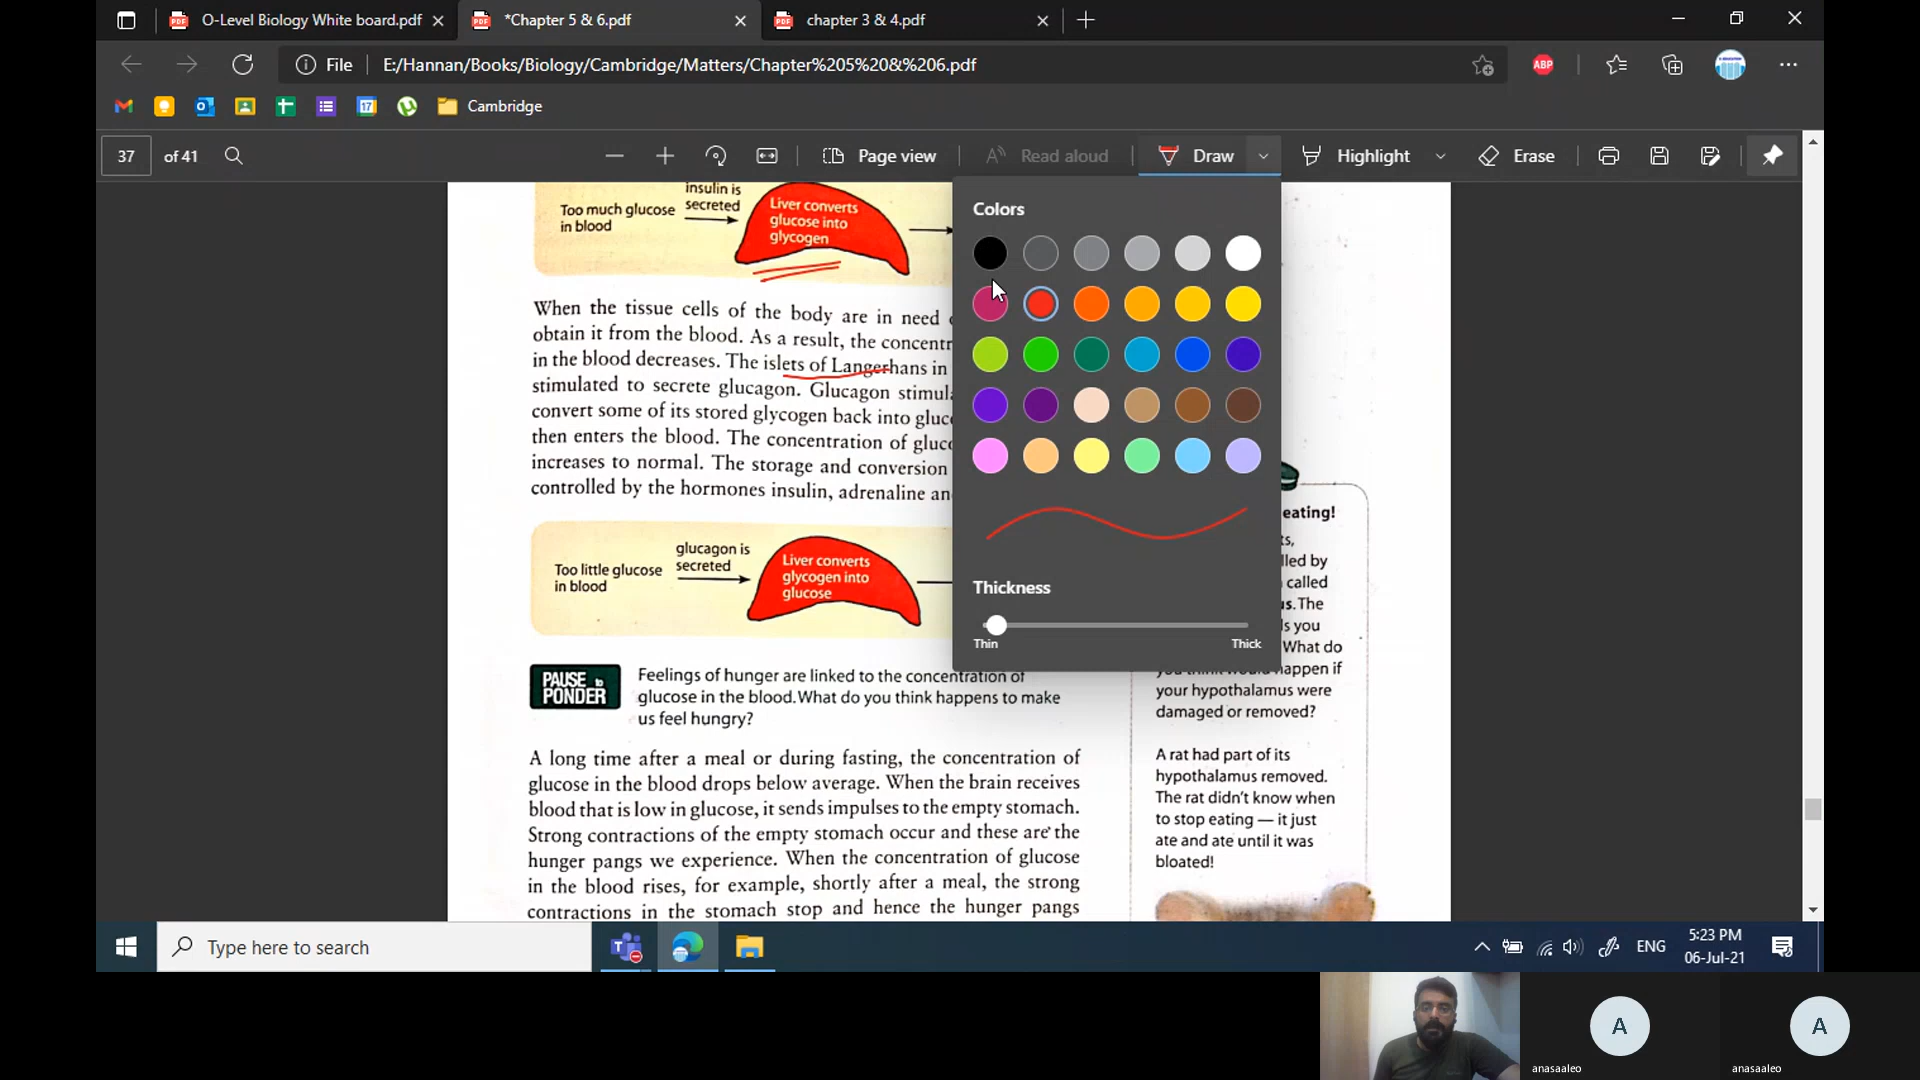 O-Level Biology White board.pdf
*Chapter 5 & 6.pdf
chapter 3 & 4.pdf
File
E:/Hannan/Books/Biology/Cambridge/Matters/Chapter%205%20&%206.pdf
ABP
Cambridge
37
of 41
Page view
Read aloud
Draw
Highlight
Erase
insulin is
secreted
Too much glucose
in blood
Liver converts
glucose into
glycogen
When the tissue cells of the body are in need
obtain it from the blood. As a result, the concentr
in the blood decreases. The islets of Langerhans in
stimulated to secrete glucagon. Glucagon stimul
convert some of its stored glycogen back into gluc
then enters the blood. The concentration of gluc
increases to normal. The storage and conversion
controlled by the hormones insulin, adrenaline an
glucagon is
secreted
Too little glucose
in blood
Liver converts
glycogen into
glucose
PAUSE to
PONDER
Feelings of hunger are linked to the concentration of
glucose in the blood. What do you think happens to make
us feel hungry?
A long time after a meal or during fasting, the concentration of
glucose in the blood drops below average. When the brain receives
blood that is low in glucose, it sends impulses to the empty stomach.
Strong contractions of the empty stomach occur and these are the
hunger pangs we experience. When the concentration of glucose
in the blood rises, for example, shortly after a meal, the strong
contractions in the stomach stop and hence the hunger pangs
Colors
Thickness
Thin
Thick
eating!
ts,
lled by
called
us. The
ls you
What do
you think would happen if
your hypothalamus were
damaged or removed?
A rat had part of its
hypothalamus removed.
The rat didn't know when
to stop eating — it just
ate and ate until it was
bloated!
Type here to search
ENG
5:23 PM
06-Jul-21
A
anasaaleo
A
anasaaleo